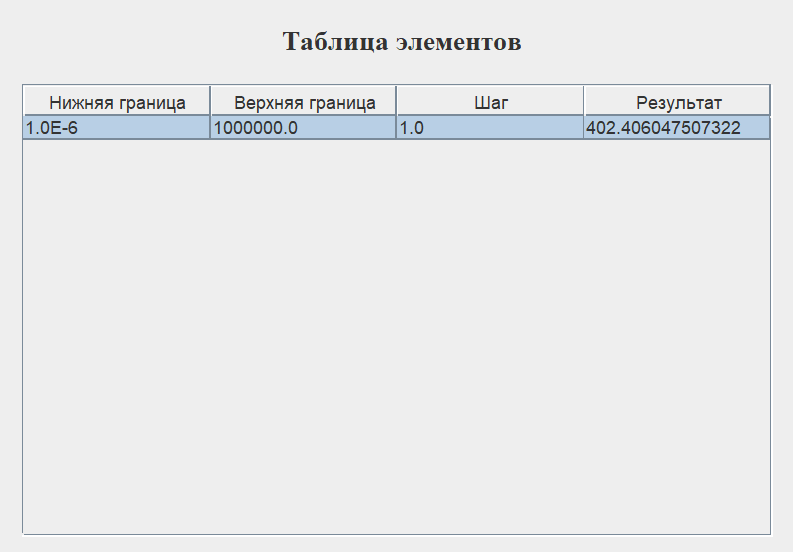 Таблица элементов
Нижняя граница Верхняя граница Шаг Результат
1.0E-6 1000000.0 1.0 402.406047507322